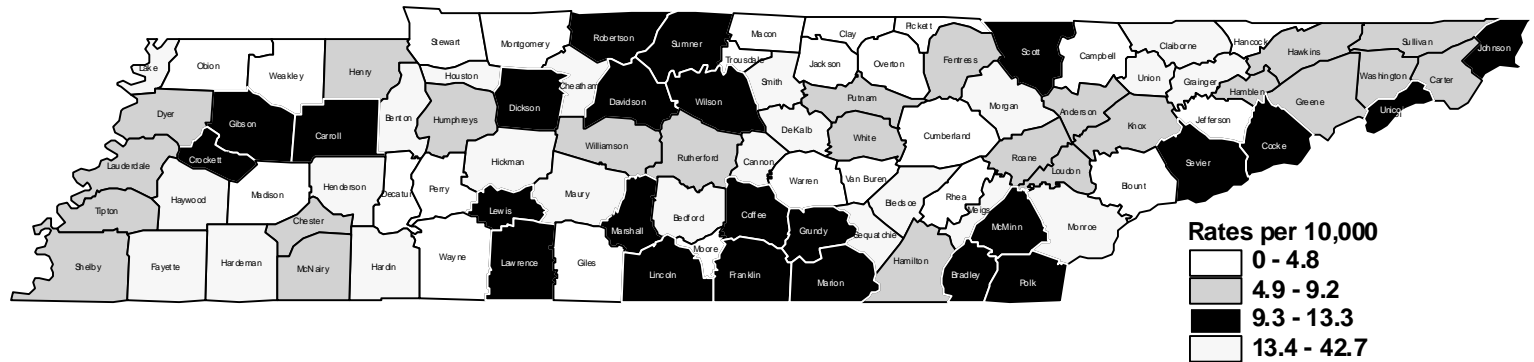 Pickett
Stewart
Montgomery
Robertson
Sumner
Macon
Clay
Scott
Campbell
Claiborne
Hancock
Hawkins
Sullivan
Johnson
Lake
Obion
Weakley
Henry
Houston
Cheatham
Trousdale
Smith
Jackson
Overton
Fentress
Union
Grainger
Hamblen
Washington
Carter
Dyer
Gibson
Carroll
Benton
Humphreys
Dickson
Davidson
Wilson
Putnam
Morgan
Anderson
Knox
Jefferson
Greene
Unicoi
Crockett
DeKalb
White
Cumberland
Lauderdale
Williamson
Rutherford
Cannon
Roane
Loudon
Sevier
Cocke
Haywood
Madison
Henderson
Decatur
Perry
Hickman
Maury
Warren
Van Buren
Bledsoe
Rhea
Meigs
Blount
Tipton
Chester
Lewis
Marshall
Bedford
Coffee
Grundy
Sequatchie
McMinn
Monroe
Shelby
Fayette
Hardeman
McNairy
Hardin
Wayne
Lawrence
Giles
Lincoln
Moore
Franklin
Marion
Hamilton
Bradley
Polk
Rates per 10,000
0 - 4.8
4.9 - 9.2
9.3 - 13.3
13.4 - 42.7